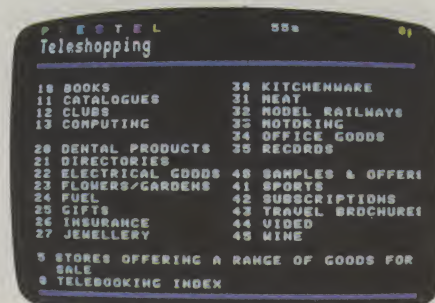 PRESTEL 55a 0p
Teleshopping
10 BOOKS
11 CATALOGUES
12 CLUBS
13 COMPUTING
20 DENTAL PRODUCTS
21 DIRECTORIES
22 ELECTRICAL GOODS
23 FLOWERS/GARDENS
24 FUEL
25 GIFTS
26 INSURANCE
27 JEWELLERY
30 KITCHENWARE
31 MEAT
32 MODEL RAILWAYS
33 MOTORING
34 OFFICE GOODS
35 RECORDS
40 SAMPLES & OFFERS
41 SPORTS
42 SUBSCRIPTIONS
43 TRAVEL BROCHURES
44 VIDEO
45 WINE
5 STORES OFFERING A RANGE OF GOODS FOR
SALE
8 TELEBOOKING INDEX